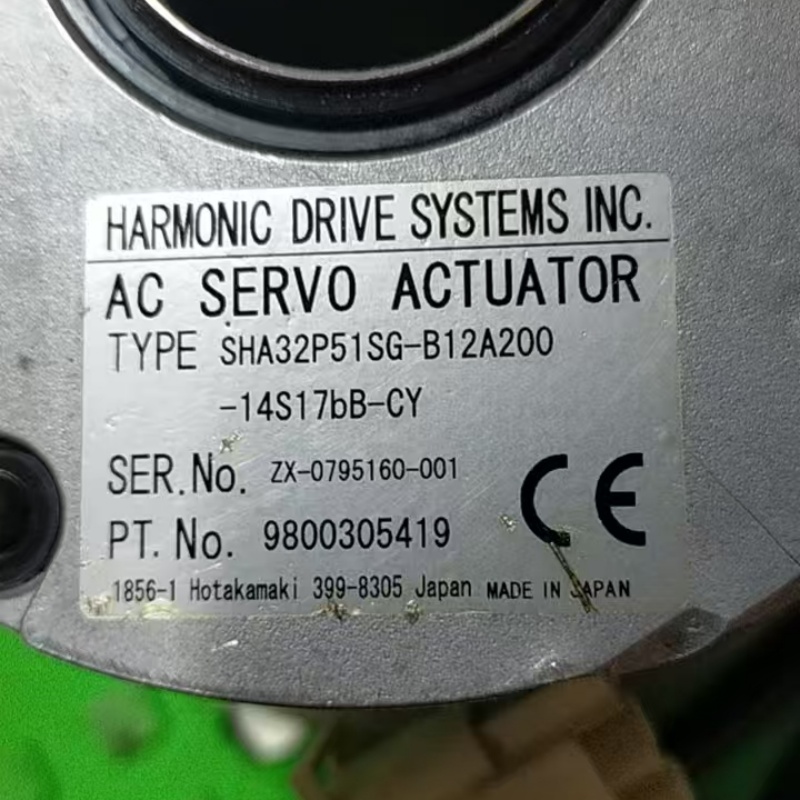 HARMONIC DRIVE SYSTEMS INC.
AC SERVO ACTUATOR
TYPE SHA32P51SG-B12A200
-14S17bB-CY
SER.No. ZX-0795160-001
PT. No. 9800305419
CE
1856-1 Hotakamaki 399-8305 Japan MADE IN JAPAN